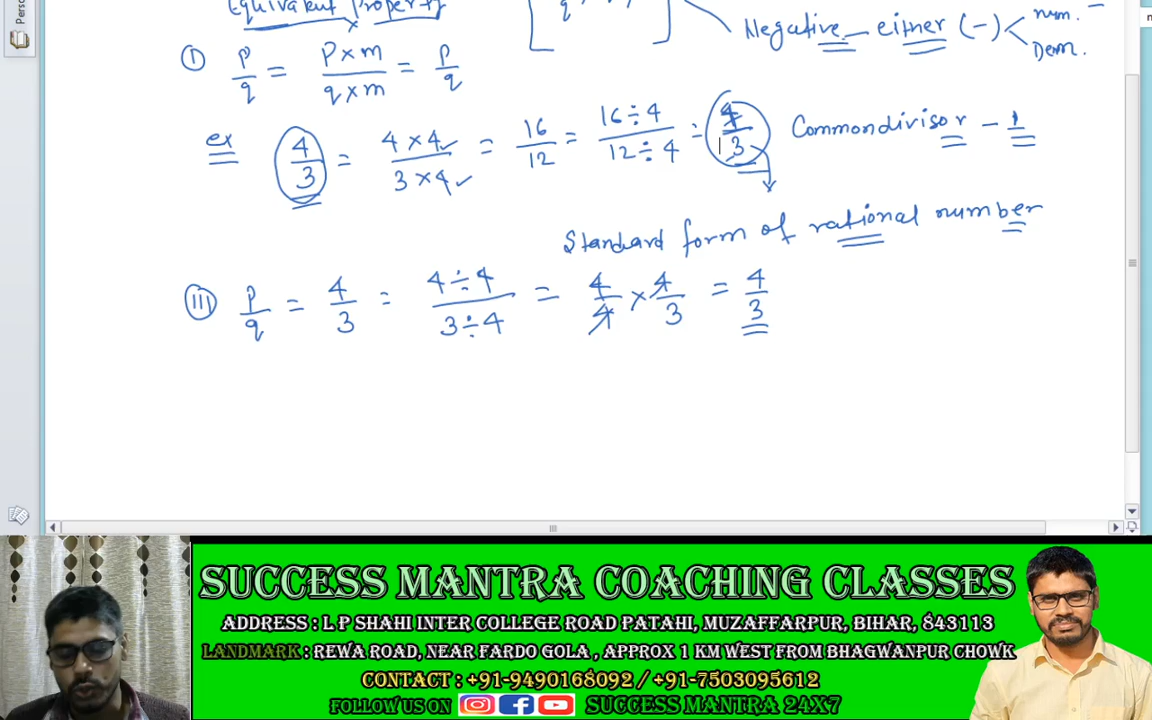 Pers
Equivalent Property
Negative - either (-) < num. -
Dem.
q
(I) p/q = p×m/q×m = p/q
ex 4/3 = 4×4/3×4 = 16/12 = 16÷4/12÷4 = 4/3 Common divisor - 1
Standard form of rational number
(III) p/q = 4/3 = 4÷4/3÷4 = 4/4 × 4/3 = 4/3
SUCCESS MANTRA COACHING CLASSES
ADDRESS : L P SHAHI INTER COLLEGE ROAD PATAHI, MUZAFFARPUR, BIHAR, 843113
LANDMARK : REWA ROAD, NEAR FARDO GOLA , APPROX 1 KM WEST FROM BHAGWANPUR CHOWK
CONTACT : +91-9490168092 / +91-7503095612
FOLLOW US ON SUCCESS MANTRA 24X7